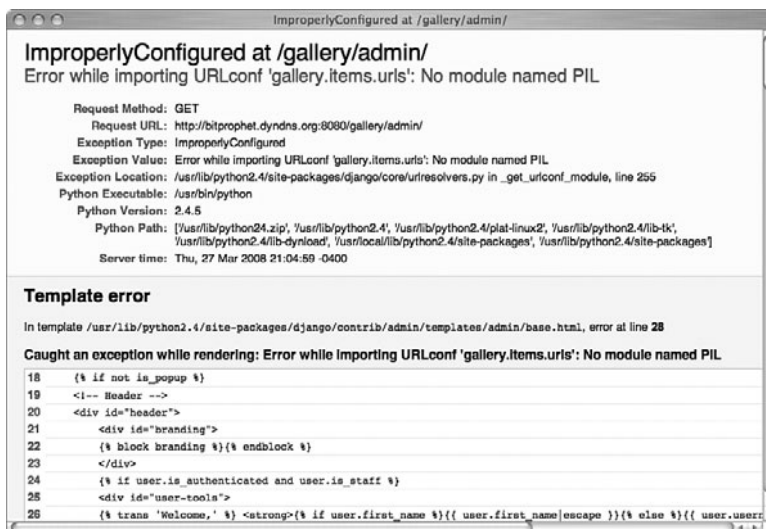 ImproperlyConfigured at /gallery/admin/
ImproperlyConfigured at /gallery/admin/
Error while importing URLconf 'gallery.items.urls': No module named PIL
Request Method: GET
Request URL: http://bitprophet.dyndns.org:8080/gallery/admin/
Exception Type: ImproperlyConfigured
Exception Value: Error while importing URLconf 'gallery.items.urls': No module named PIL
Exception Location: /usr/lib/python2.4/site-packages/django/core/urlresolvers.py in _get_urlconf_module, line 255
Python Executable: /usr/bin/python
Python Version: 2.4.5
Python Path: ['/usr/lib/python24.zip', '/usr/lib/python2.4', '/usr/lib/python2.4/plat-linux2', '/usr/lib/python2.4/lib-tk',
'/usr/lib/python2.4/lib-dynload', '/usr/local/lib/python2.4/site-packages', '/usr/lib/python2.4/site-packages']
Server time: Thu, 27 Mar 2008 21:04:59 -0400
Template error
In template /usr/lib/python2.4/site-packages/django/contrib/admin/templates/admin/base.html, error at line 28
Caught an exception while rendering: Error while importing URLconf 'gallery.items.urls': No module named PIL
18 {% if not is_popup %}
19 <!-- Header -->
20 <div id="header">
21 <div id="branding">
22 {% block branding %}{% endblock %}
23 </div>
24 {% if user.is_authenticated and user.is_staff %}
25 <div id="user-tools">
26 {% trans 'Welcome,' %} <strong>{% if user.first_name %}{{ user.first_name|escape }}{% else %}{{ user.usern